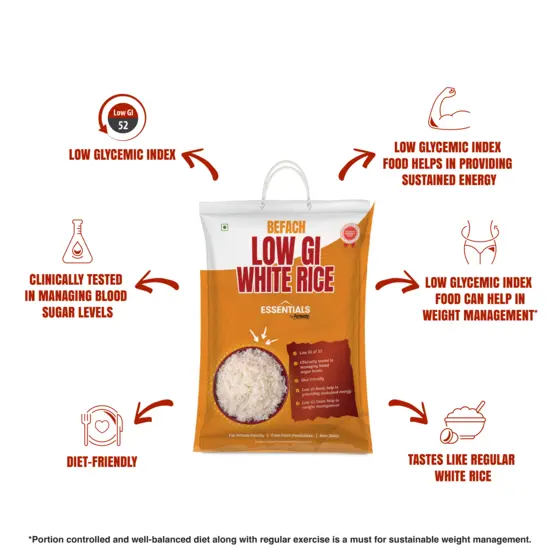 Low GI
52
LOW GLYCEMIC INDEX
LOW GLYCEMIC INDEX
FOOD HELPS IN PROVIDING
SUSTAINED ENERGY
CLINICALLY TESTED
IN MANAGING BLOOD
SUGAR LEVELS
LOW GLYCEMIC INDEX
FOOD CAN HELP IN
WEIGHT MANAGEMENT*
DIET-FRIENDLY
TASTES LIKE REGULAR
WHITE RICE
BEFACH
LOW GI
WHITE RICE
ESSENTIALS
by Amway
Low GI of 52
Clinically tested in
managing blood
sugar levels
Diet-friendly
Low GI foods help in
providing sustained energy
Low GI foods help in
weight management
*Portion controlled and well-balanced diet along with regular exercise is a must for sustainable weight management.